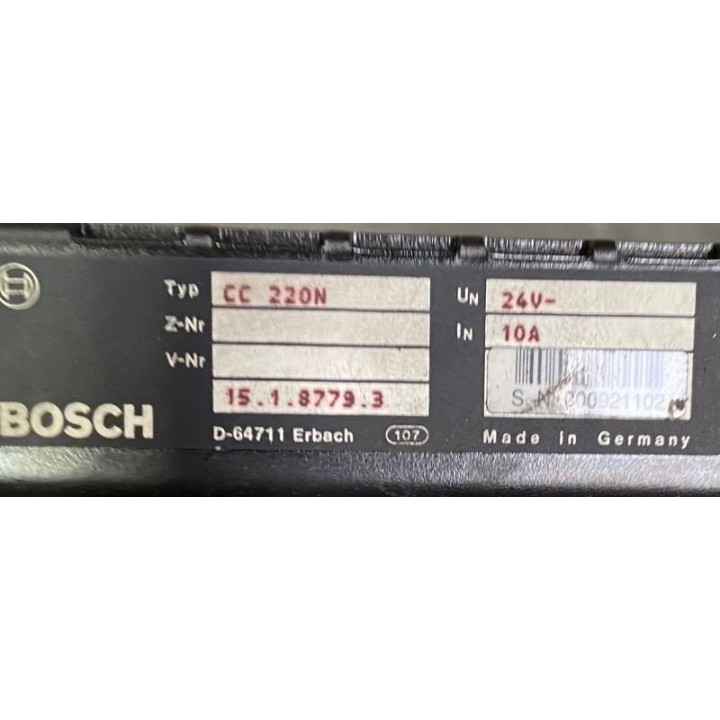 Typ CC 220N
Z-Nr
V-Nr
15.1.8779.3
BOSCH
D-64711 Erbach 107
UN 24V-
IN 10A
S. N. 000921102
Made in Germany